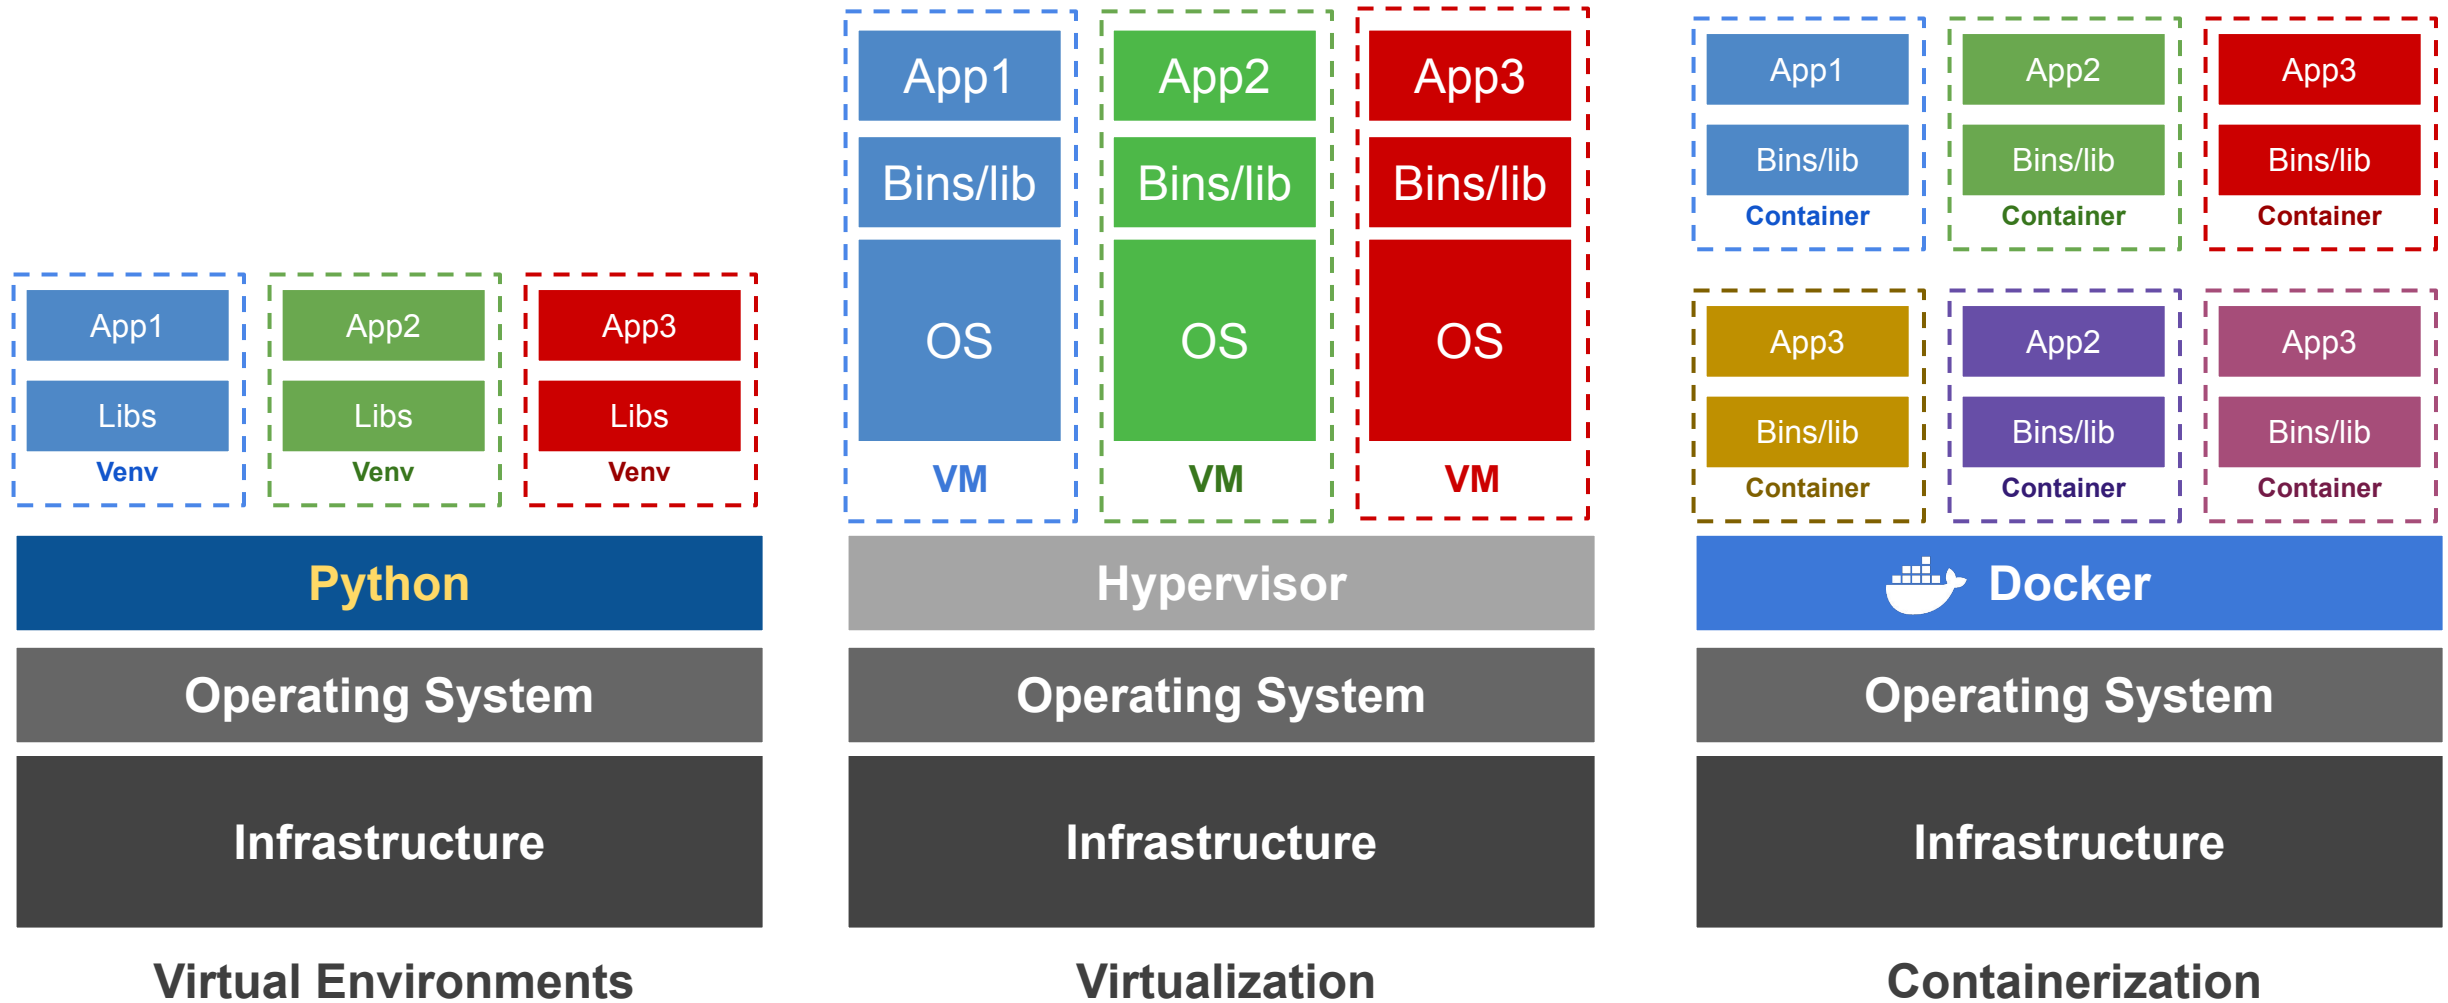 App1
Libs
Venv
App2
Libs
Venv
App3
Libs
Venv
Python
Operating System
Infrastructure
Virtual Environments
App1
Bins/lib
OS
VM
App2
Bins/lib
OS
VM
App3
Bins/lib
OS
VM
Hypervisor
Operating System
Infrastructure
Virtualization
App1
Bins/lib
Container
App2
Bins/lib
Container
App3
Bins/lib
Container
App3
Bins/lib
Container
App2
Bins/lib
Container
App3
Bins/lib
Container
Docker
Operating System
Infrastructure
Containerization